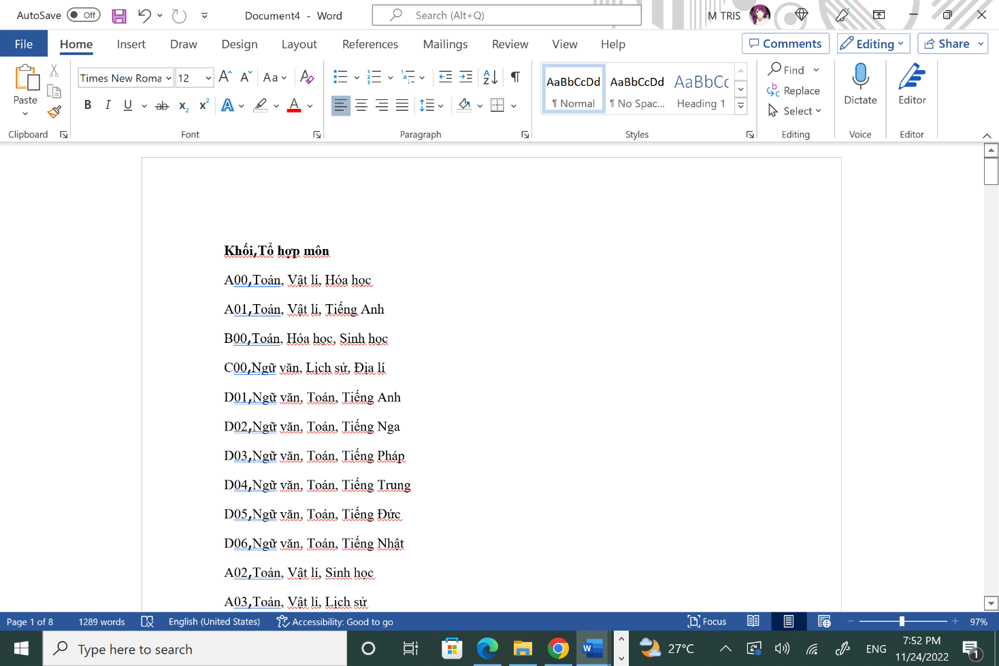 AutoSave Off Document4 - Word Search (Alt+Q) M TRIS
File Home Insert Draw Design Layout References Mailings Review View Help Comments Editing Share
Paste
Times New Roma 12 A A Aa A
B I U ab x2 x2 A A
AaBbCcDd AaBbCcDd AaBbCc
¶ Normal ¶ No Spac... Heading 1
Find
Replace
Select
Dictate Editor
Clipboard Font Paragraph Styles Editing Voice Editor
Khối,Tổ hợp môn
A00,Toán, Vật lí, Hóa học
A01,Toán, Vật lí, Tiếng Anh
B00,Toán, Hóa học, Sinh học
C00,Ngữ văn, Lịch sử, Địa lí
D01,Ngữ văn, Toán, Tiếng Anh
D02,Ngữ văn, Toán, Tiếng Nga
D03,Ngữ văn, Toán, Tiếng Pháp
D04,Ngữ văn, Toán, Tiếng Trung
D05,Ngữ văn, Toán, Tiếng Đức
D06,Ngữ văn, Toán, Tiếng Nhật
A02,Toán, Vật lí, Sinh học
A03,Toán, Vật lí, Lịch sử
Page 1 of 8 1289 words English (United States) Accessibility: Good to go Focus 97%
Type here to search 27°C ENG 7:52 PM
11/24/2022 1